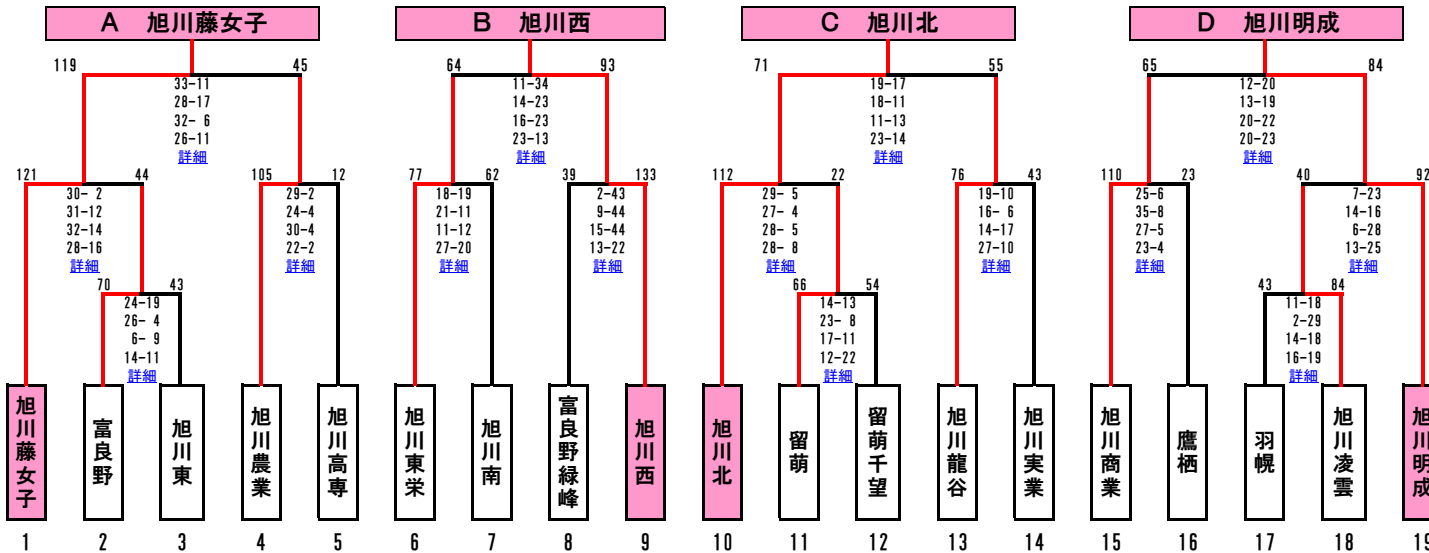 A 旭川藤女子
B 旭川西
C 旭川北
D 旭川明成
119 45
33-11
28-17
32- 6
26-11
詳細
64 93
11-34
14-23
16-23
23-13
詳細
71 55
19-17
18-11
11-13
23-14
詳細
65 84
12-20
13-19
20-22
20-23
詳細
121 44
30- 2
31-12
32-14
28-16
詳細
105 12
29-2
24-4
30-4
22-2
詳細
77 62
18-19
21-11
11-12
27-20
詳細
39 133
2-43
9-44
15-44
13-22
詳細
112 22
29- 5
27- 4
28- 5
28- 8
詳細
76 43
19-10
16- 6
14-17
27-10
詳細
110 23
25-6
35-8
27-5
23-4
詳細
40 92
7-23
14-16
6-28
13-25
詳細
70 43
24-19
26- 4
6- 9
14-11
詳細
66 54
14-13
23- 8
17-11
12-22
詳細
43 84
11-18
2-29
14-18
16-19
詳細
旭川藤女子
富良野
旭川東
旭川農業
旭川高専
旭川東栄
旭川南
富良野緑峰
旭川西
旭川北
留萌
留萌千望
旭川龍谷
旭川実業
旭川商業
鷹栖
羽幌
旭川凌雲
旭川明成
1 2 3 4 5 6 7 8 9 10 11 12 13 14 15 16 17 18 19